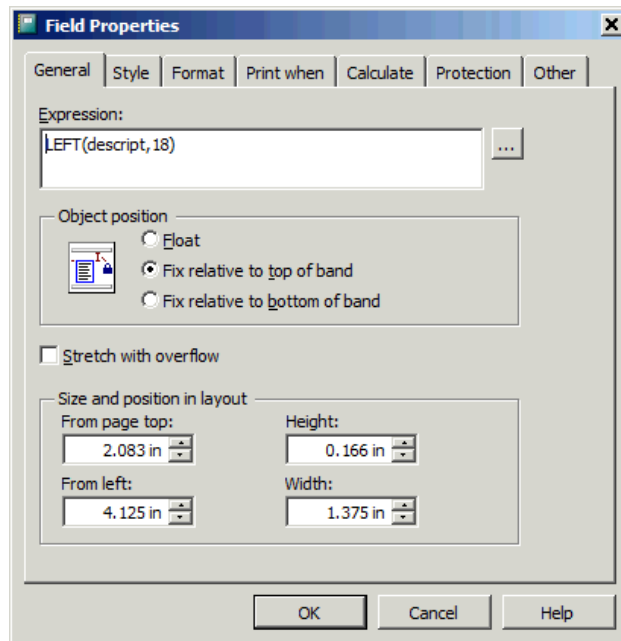 Field Properties
General Style Format Print when Calculate Protection Other
Expression:
LEFT(descript,18)
...
Object position
Float
Fix relative to top of band
Fix relative to bottom of band
Stretch with overflow
Size and position in layout
From page top: Height:
2.083 in 0.166 in
From left: Width:
4.125 in 1.375 in
OK Cancel Help